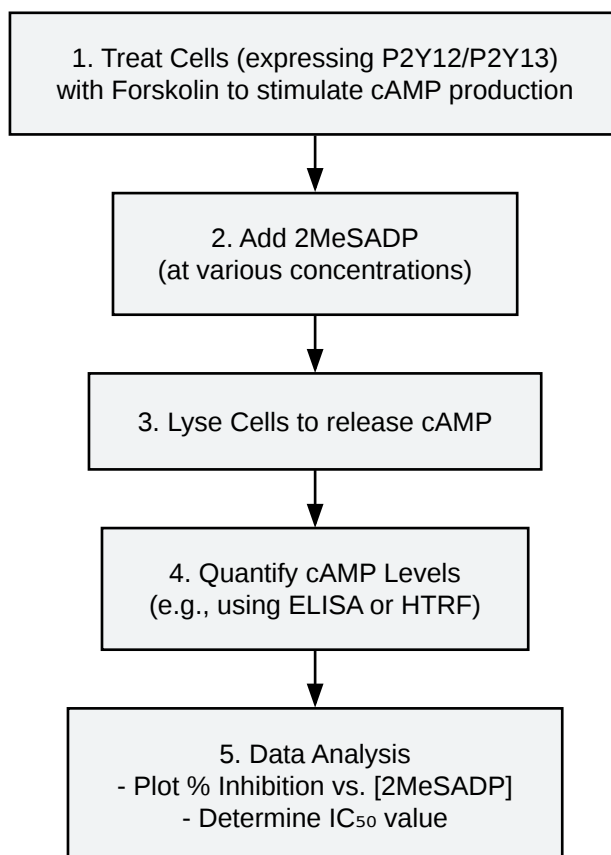 1. Treat Cells (expressing P2Y12/P2Y13)
with Forskolin to stimulate cAMP production
2. Add 2MeSADP
(at various concentrations)
3. Lyse Cells to release cAMP
4. Quantify cAMP Levels
(e.g., using ELISA or HTRF)
5. Data Analysis
- Plot % Inhibition vs. [2MeSADP]
- Determine IC₅₀ value